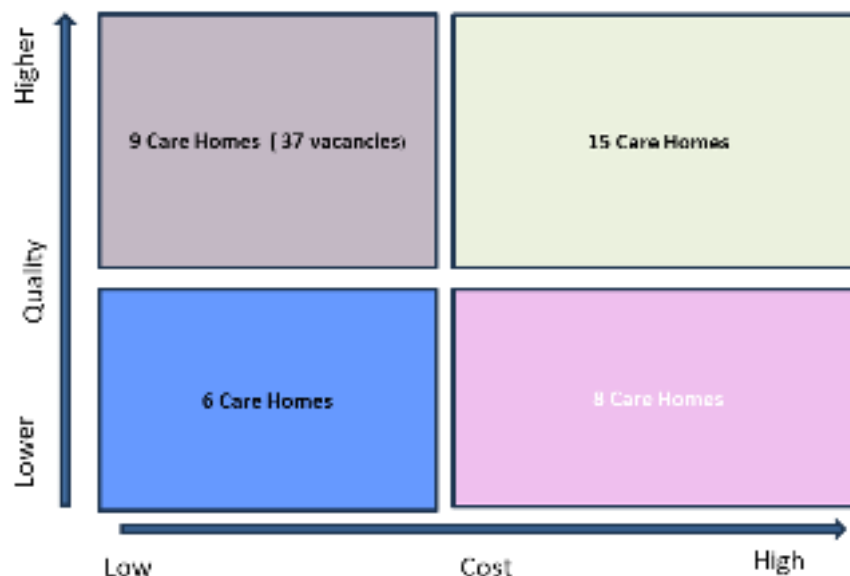 Higher
9 Care Homes ( 37 vacancies)
15 Care Homes
Quality
6 Care Homes
8 Care Homes
Lower
Low
Cost
High